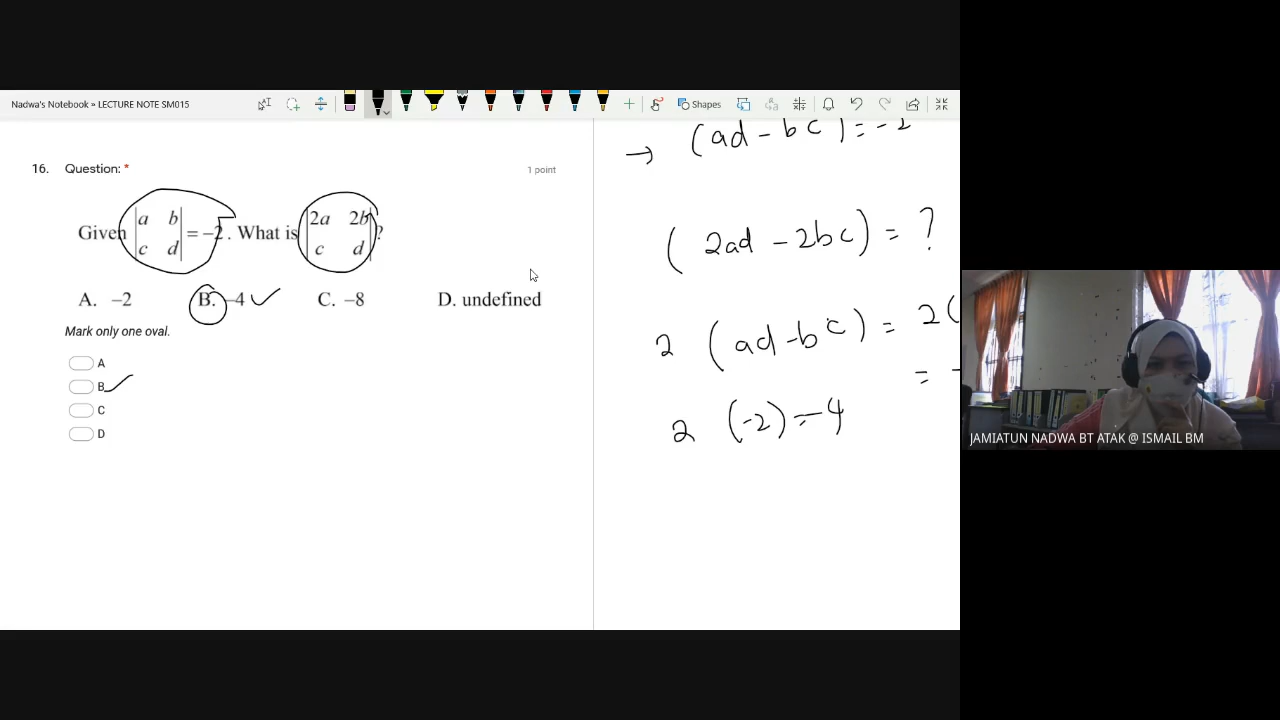 Nadwa's Notebook » LECTURE NOTE SM015
Shapes
16. Question: *
1 point
Given |a b| = −2. What is |2a 2b|?
|c d| |c d|
A. −2 B. −4 ✓ C. −8 D. undefined
Mark only one oval.
A
B ✓
C
D
→ (ad - bc) = -2
(2ad - 2bc) = ?
2 (ad - bc) = 2(
= -
2 (-2) = -4
JAMIATUN NADWA BT ATAK @ ISMAIL BM